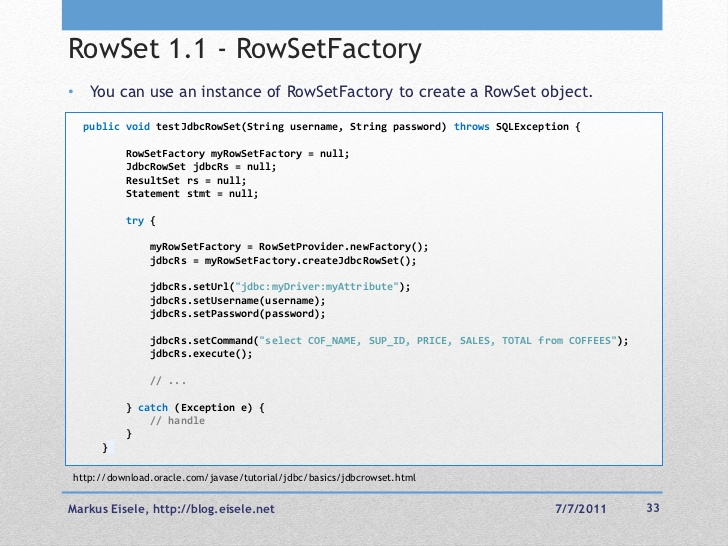 RowSet 1.1 - RowSetFactory
• You can use an instance of RowSetFactory to create a RowSet object.
public void testJdbcRowSet(String username, String password) throws SQLException {
RowSetFactory myRowSetFactory = null;
JdbcRowSet jdbcRs = null;
ResultSet rs = null;
Statement stmt = null;
try {
myRowSetFactory = RowSetProvider.newFactory();
jdbcRs = myRowSetFactory.createJdbcRowSet();
jdbcRs.setUrl("jdbc:myDriver:myAttribute");
jdbcRs.setUsername(username);
jdbcRs.setPassword(password);
jdbcRs.setCommand("select COF_NAME, SUP_ID, PRICE, SALES, TOTAL from COFFEES");
jdbcRs.execute();
// ...
} catch (Exception e) {
// handle
}
}
http://download.oracle.com/javase/tutorial/jdbc/basics/jdbcrowset.html
Markus Eisele, http://blog.eisele.net 7/7/2011 33